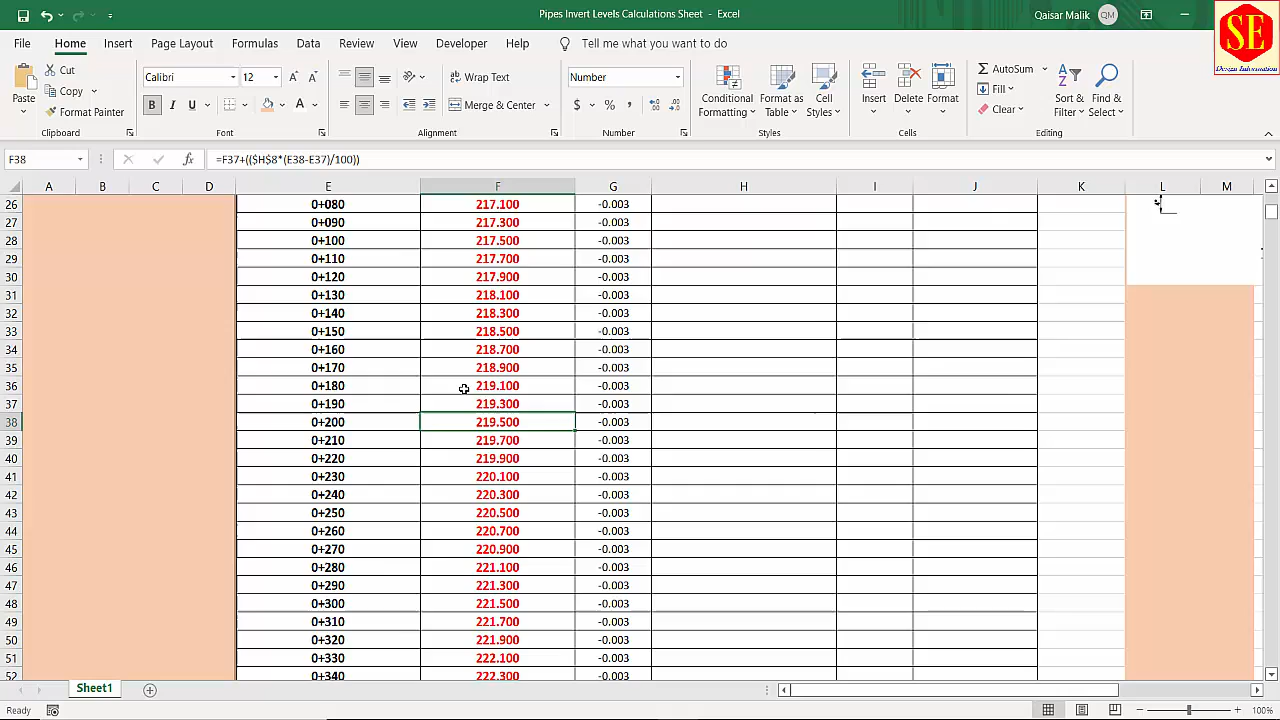 Pipes Invert Levels Calculations Sheet - Excel
Qaisar Malik QM
SE
Design Information
File Home Insert Page Layout Formulas Data Review View Developer Help Tell me what you want to do
Cut
Copy
Format Painter
Paste
Clipboard
Calibri 12
B I U
Font
Wrap Text
Merge & Center
Alignment
Number
$ % ,
Number
Conditional Formatting
Format as Table
Cell Styles
Styles
Insert Delete Format
Cells
AutoSum
Fill
Clear
Sort & Filter
Find & Select
Editing
F38 fx =F37+(($H$8*(E38-E37)/100))
A B C D E F G H I J K L M
26 0+080 217.100 -0.003
27 0+090 217.300 -0.003
28 0+100 217.500 -0.003
29 0+110 217.700 -0.003
30 0+120 217.900 -0.003
31 0+130 218.100 -0.003
32 0+140 218.300 -0.003
33 0+150 218.500 -0.003
34 0+160 218.700 -0.003
35 0+170 218.900 -0.003
36 0+180 219.100 -0.003
37 0+190 219.300 -0.003
38 0+200 219.500 -0.003
39 0+210 219.700 -0.003
40 0+220 219.900 -0.003
41 0+230 220.100 -0.003
42 0+240 220.300 -0.003
43 0+250 220.500 -0.003
44 0+260 220.700 -0.003
45 0+270 220.900 -0.003
46 0+280 221.100 -0.003
47 0+290 221.300 -0.003
48 0+300 221.500 -0.003
49 0+310 221.700 -0.003
50 0+320 221.900 -0.003
51 0+330 222.100 -0.003
52 0+340 222.300 -0.003
Sheet1
Ready
100%